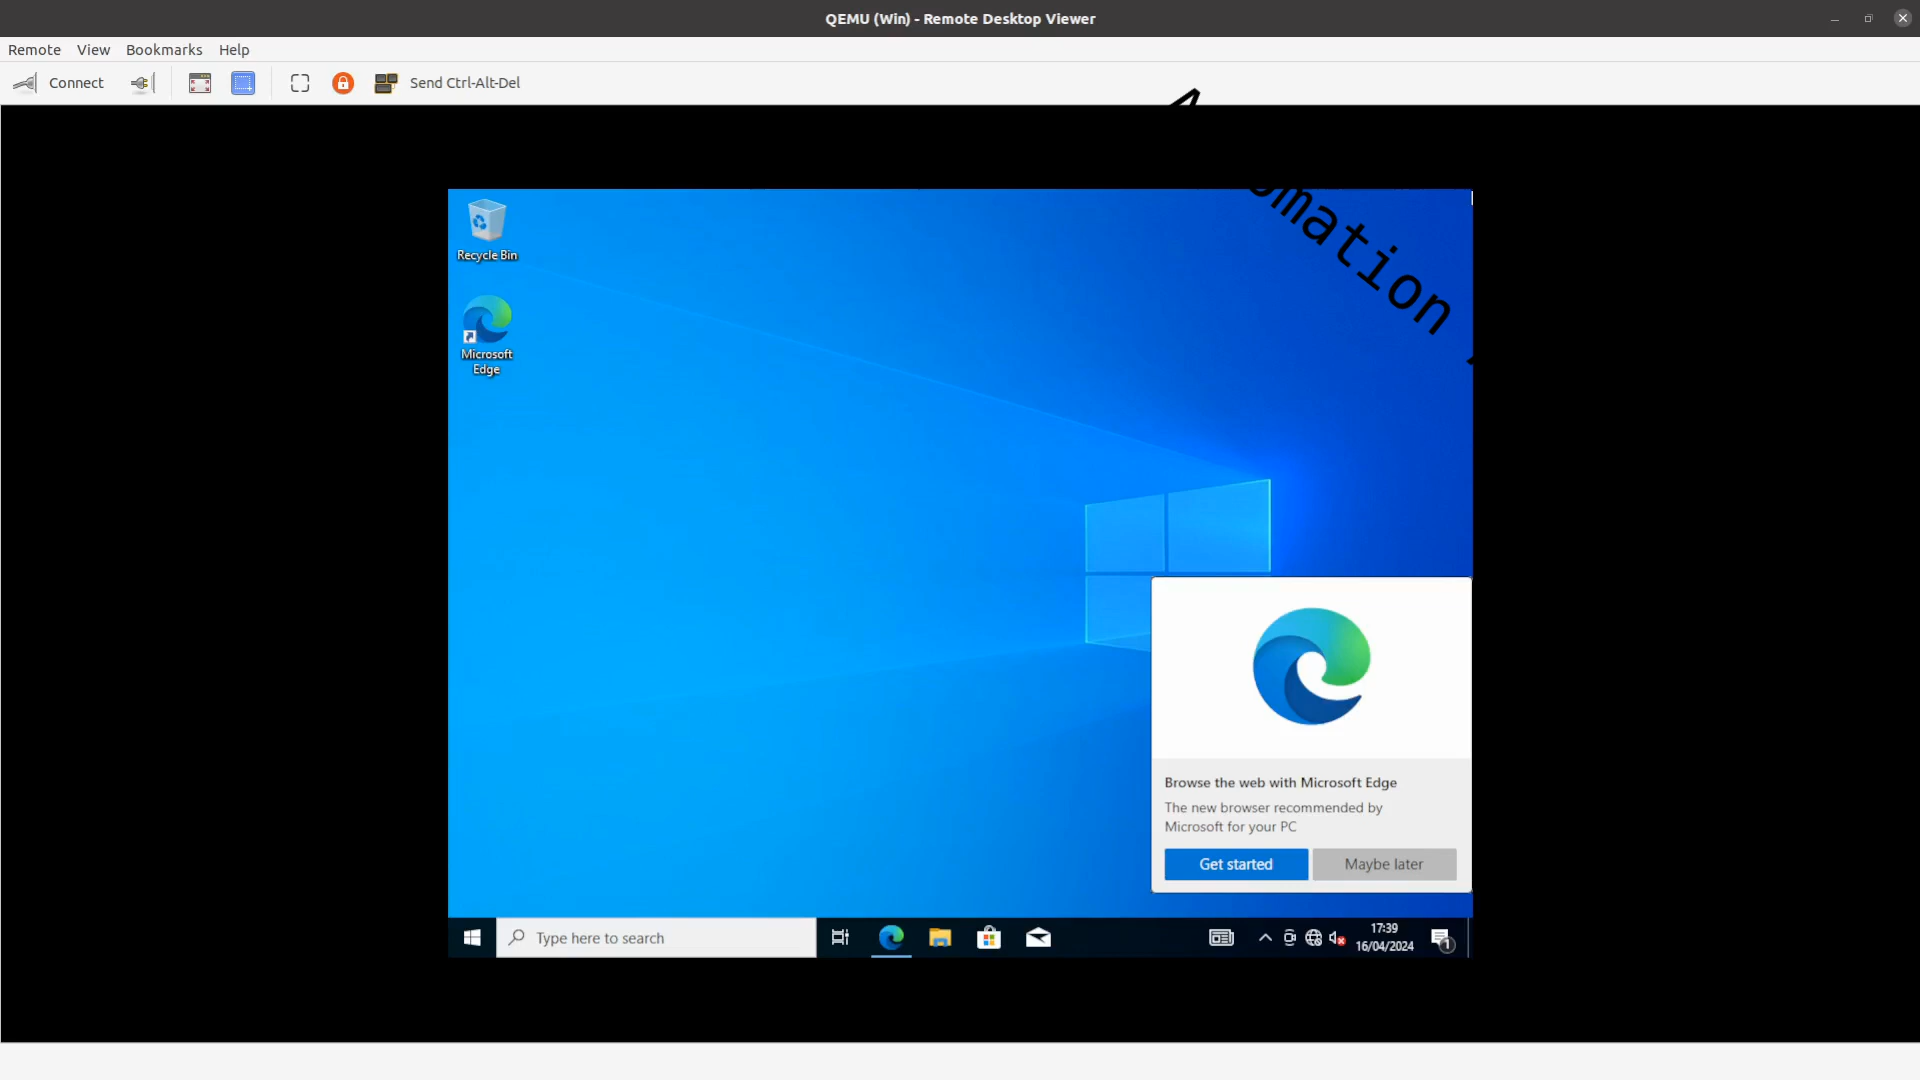 QEMU (Win) - Remote Desktop Viewer
Remote View Bookmarks Help
Connect Send Ctrl-Alt-Del
Recycle Bin
Microsoft
Edge
Browse the web with Microsoft Edge
The new browser recommended by
Microsoft for your PC
Get started Maybe later
Type here to search
17:39
16/04/2024
1